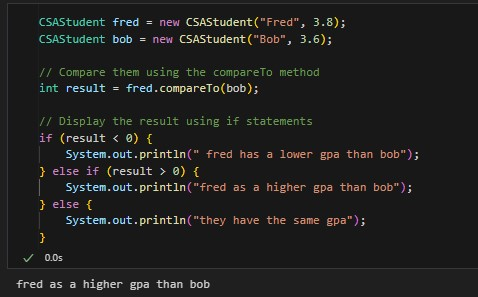 CSAStudent fred = new CSAStudent("Fred", 3.8);
CSAStudent bob = new CSAStudent("Bob", 3.6);
// Compare them using the compareTo method
int result = fred.compareTo(bob);
// Display the result using if statements
if (result < 0) {
    System.out.println(" fred has a lower gpa than bob");
} else if (result > 0) {
    System.out.println("fred as a higher gpa than bob");
} else {
    System.out.println("they have the same gpa");
}
✓ 0.0s
fred as a higher gpa than bob